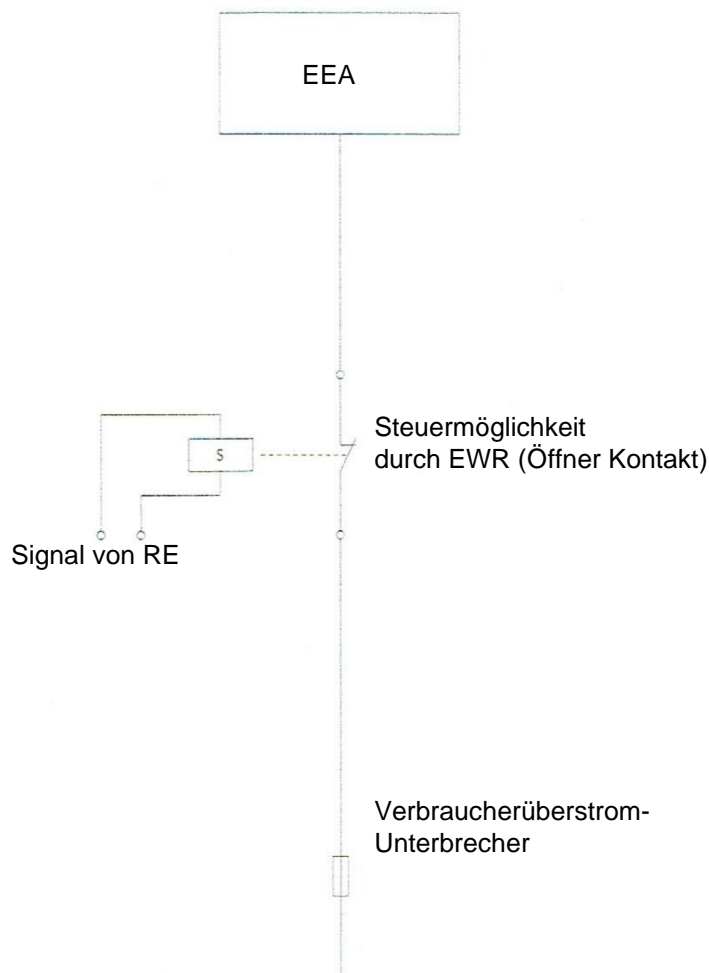 EEA
Steuermöglichkeit
durch EWR (Öffner Kontakt)
S
Signal von RE
Verbraucherüberstrom-
Unterbrecher